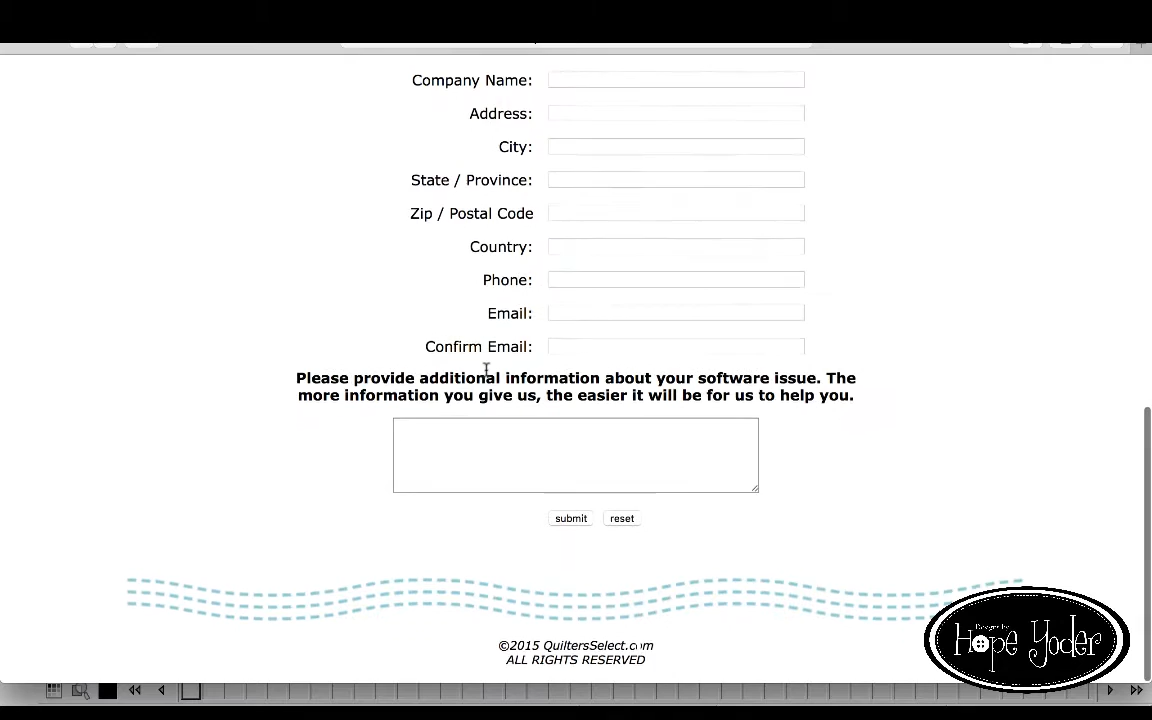 Company Name:
Address:
City:
State / Province:
Zip / Postal Code
Country:
Phone:
Email:
Confirm Email:
Please provide additional information about your software issue. The
more information you give us, the easier it will be for us to help you.
submit reset
©2015 QuiltersSelect.com
ALL RIGHTS RESERVED
Designs by
Hope Yoder